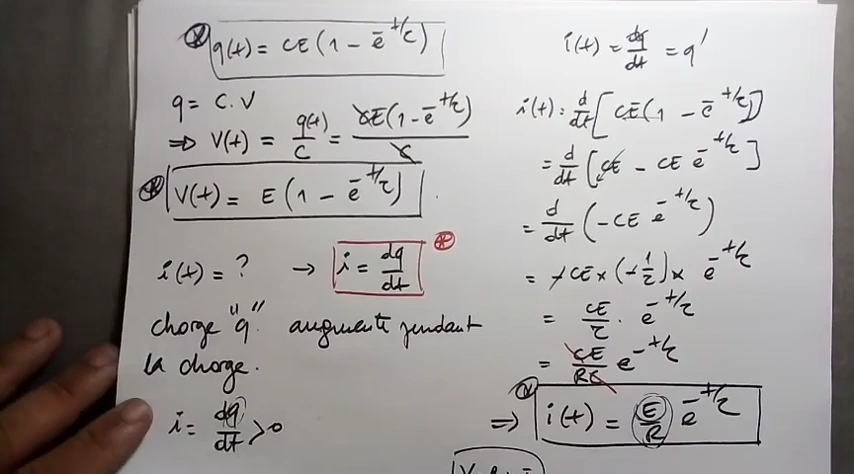 q(t) = CE(1 - e^{-t/τ})
q = C.V
⇒ V(t) = q(t)/C = CE(1-e^{-t/τ})/C
V(t) = E(1 - e^{-t/τ})
i(t) = ? → i = dq/dt
charge "q" augmente pendant
la charge.
i = dq/dt > 0
i(t) = dq/dt = q'
i(t) = d/dt [CE(1 - e^{-t/τ})]
= d/dt [CE - CE e^{-t/τ}]
= d/dt (-CE e^{-t/τ})
= -CE × (-1/τ) × e^{-t/τ}
= CE/τ . e^{-t/τ}
= CE/RC e^{-t/τ}
⇒ i(t) = E/R e^{-t/τ}